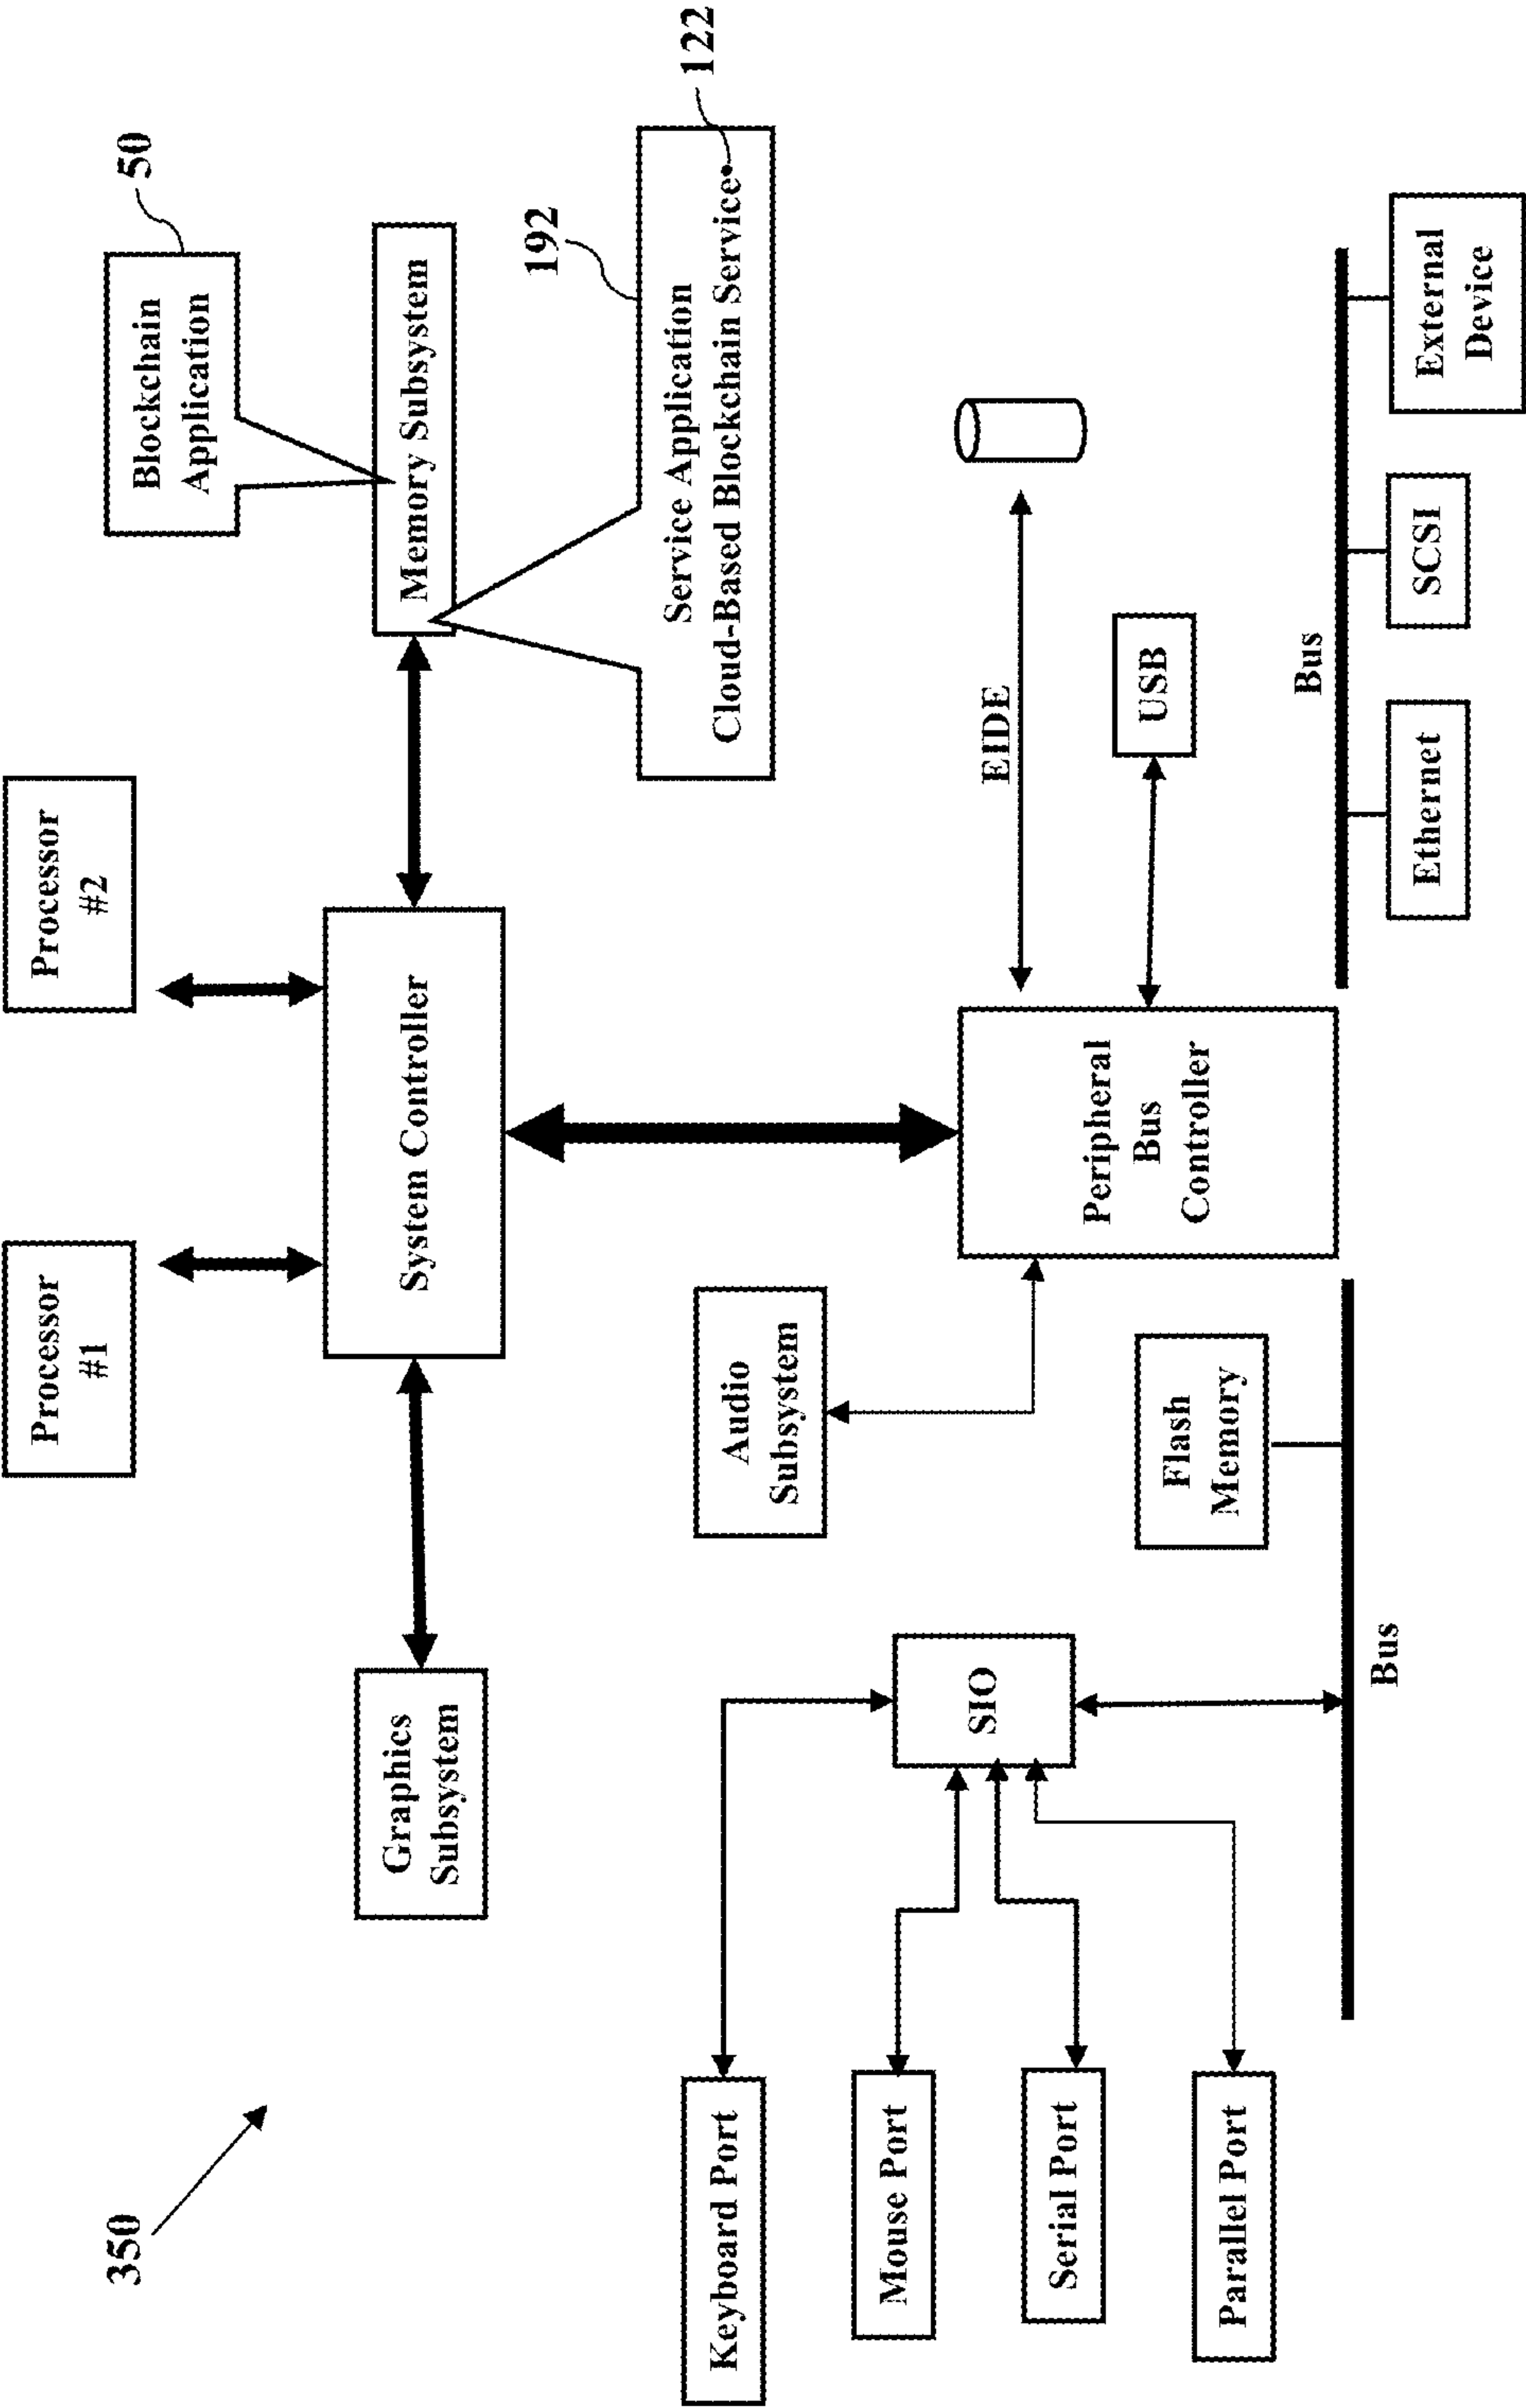 350
Processor
#1
Processor
#2
Blockchain
Application
50
Graphics
Subsystem
System Controller
Memory Subsystem
192
Service Application
Cloud-Based Blockchain Service
122
Keyboard Port
Mouse Port
Serial Port
Parallel Port
SIO
Audio
Subsystem
Flash
Memory
Bus
Peripheral
Bus
Controller
EIDE
USB
Bus
Ethernet
SCSI
External
Device